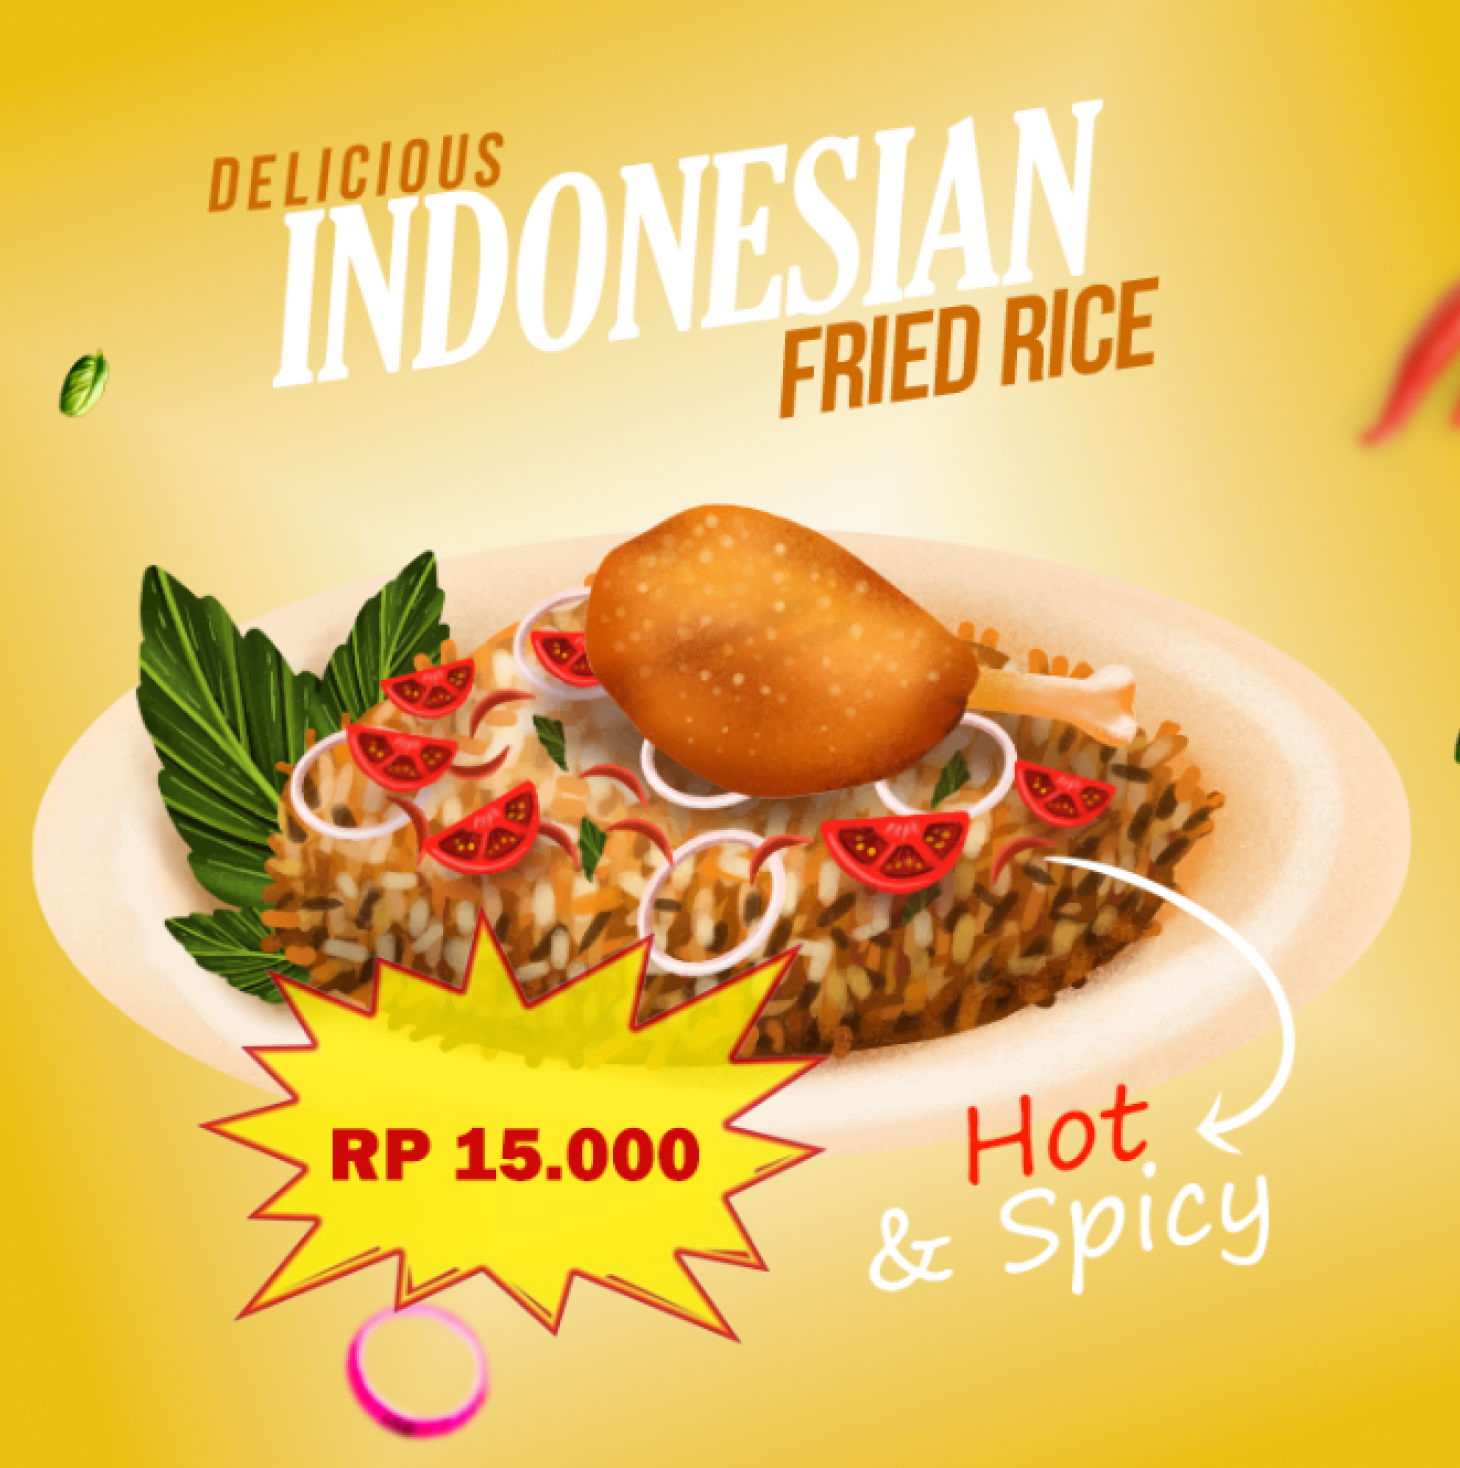 DELICIOUS
INDONESIAN
FRIED RICE
RP 15.000
Hot
& Spicy